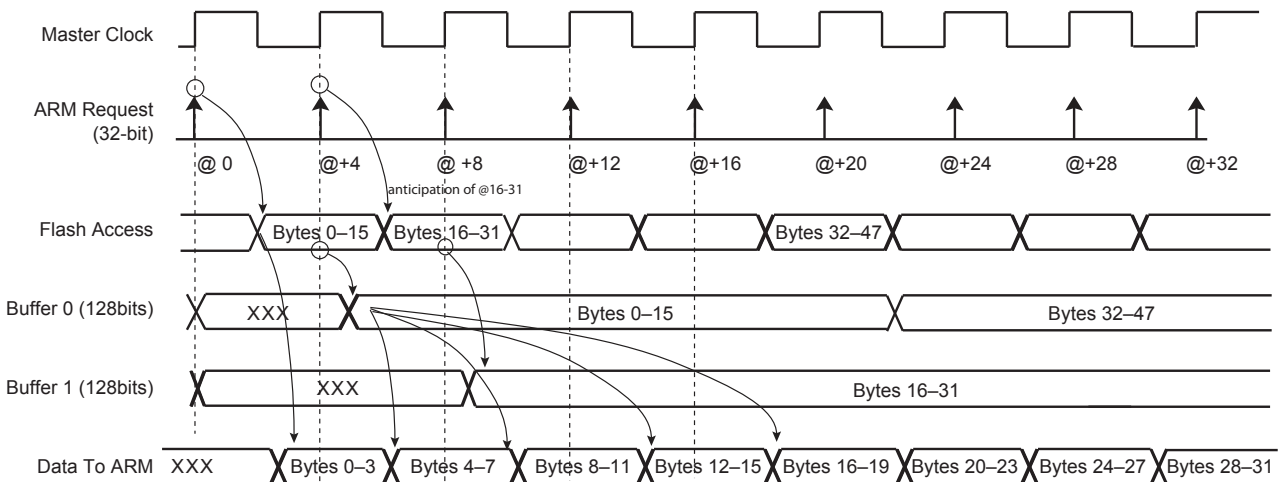 Master Clock
ARM Request
(32-bit)
@ 0 @+4 @ +8 @+12 @+16 @+20 @+24 @+28 @+32
anticipation of @16-31
Flash Access Bytes 0–15 Bytes 16–31 Bytes 32–47
Buffer 0 (128bits) XXX Bytes 0–15 Bytes 32–47
Buffer 1 (128bits) XXX Bytes 16–31
Data To ARM XXX Bytes 0–3 Bytes 4–7 Bytes 8–11 Bytes 12–15 Bytes 16–19 Bytes 20–23 Bytes 24–27 Bytes 28–31